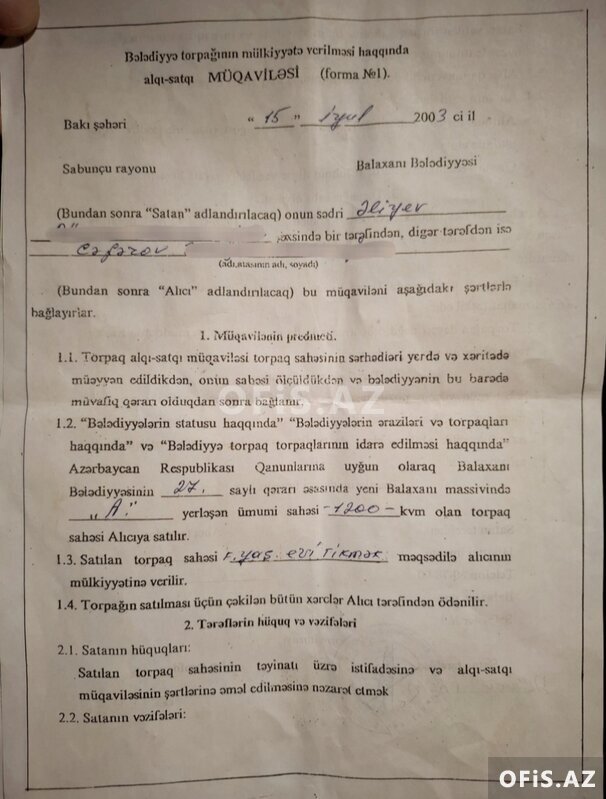 Bələdiyyə torpağının mülkiyyətə verilməsi haqqında
alqı-satqı MÜQAVİLƏSİ (forma №1).
Bakı şəhəri “ 15 ” iyul 2003 ci il
Sabunçu rayonu Balaxanı Bələdiyyəsi
(Bundan sonra “Satan” adlandırılacaq) onun sədri Əliyev
şəxsində bir tərəfindən, digər tərəfdən isə
Cəfərov
(adı, atasının adı, soyadı)
(Bundan sonra “Alıcı” adlandırılacaq) bu müqaviləni aşağıdakı şərtlərlə
bağlayırlar.
1. Müqavilənin predmeti.
1.1. Torpaq alqı-satqı müqaviləsi torpaq sahəsinin sərhədləri yerdə və xəritədə
müəyyən edildikdən, onun sahəsi ölçüldükdən və bələdiyyənin bu barədə
müvafiq qərarı olduqdan sonra bağlanır.
1.2. “Bələdiyyələrin statusu haqqında” “Bələdiyyələrin əraziləri və torpaqları
haqqında” və “Bələdiyyə torpaq torpaqlarının idarə edilməsi haqqında”
Azərbaycan Respublikası Qanunlarına uyğun olaraq Balaxanı
Bələdiyyəsinin 27. saylı qərarı əsasında yeni Balaxanı massivində
„A” yerləşən ümumi sahəsi -1200- kvm olan torpaq
sahəsi Alıcıya satılır.
1.3. Satılan torpaq sahəsi f. yaş. evi tikmək məqsədilə alıcının
mülkiyyətinə verilir.
1.4. Torpağın satılması üçün çəkilən bütün xərclər Alıcı tərəfindən ödənilir.
2. Tərəflərin hüquq və vəzifələri
2.1. Satanın hüquqları:
Satılan torpaq sahəsinin təyinatı üzrə istifadəsinə və alqı-satqı
müqaviləsinin şərtlərinə əməl edilməsinə nəzarət etmək
2.2. Satanın vəzifələri:
OFiS.AZ
OFiS.AZ